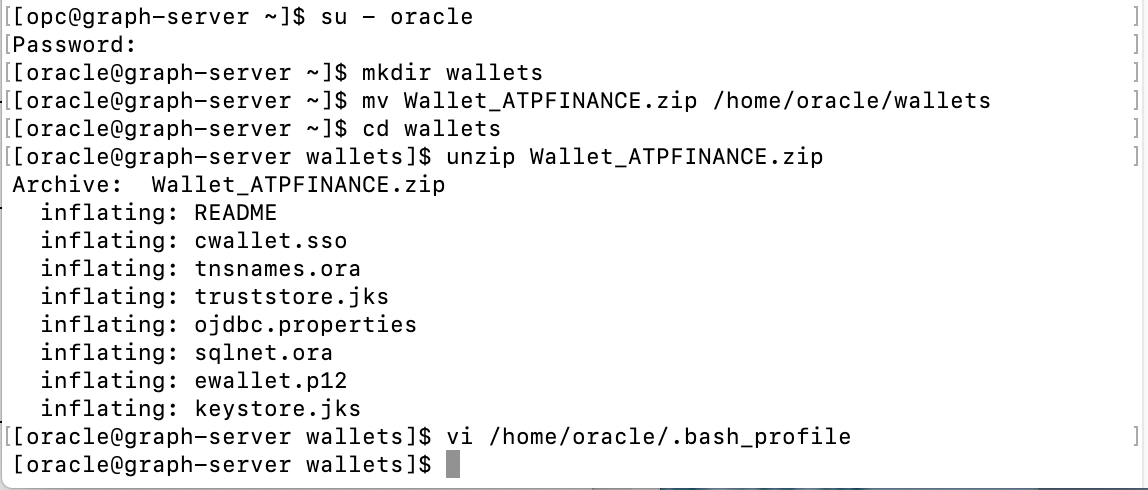 [[opc@graph-server ~]$ su - oracle ]
[Password: ]
[[oracle@graph-server ~]$ mkdir wallets ]
[[oracle@graph-server ~]$ mv Wallet_ATPFINANCE.zip /home/oracle/wallets ]
[[oracle@graph-server ~]$ cd wallets ]
[[oracle@graph-server wallets]$ unzip Wallet_ATPFINANCE.zip ]
Archive:  Wallet_ATPFINANCE.zip
  inflating: README
  inflating: cwallet.sso
  inflating: tnsnames.ora
  inflating: truststore.jks
  inflating: ojdbc.properties
  inflating: sqlnet.ora
  inflating: ewallet.p12
  inflating: keystore.jks
[[oracle@graph-server wallets]$ vi /home/oracle/.bash_profile ]
[oracle@graph-server wallets]$